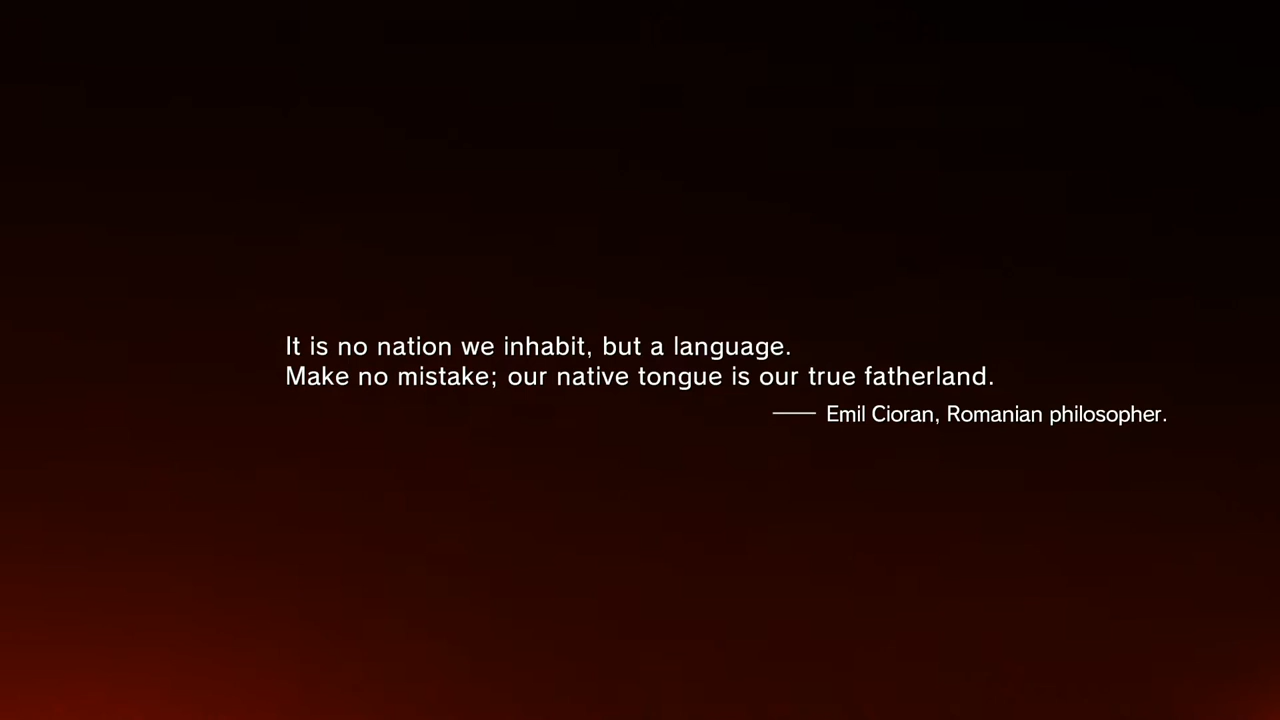 It is no nation we inhabit, but a language.
Make no mistake; our native tongue is our true fatherland.
—— Emil Cioran, Romanian philosopher.